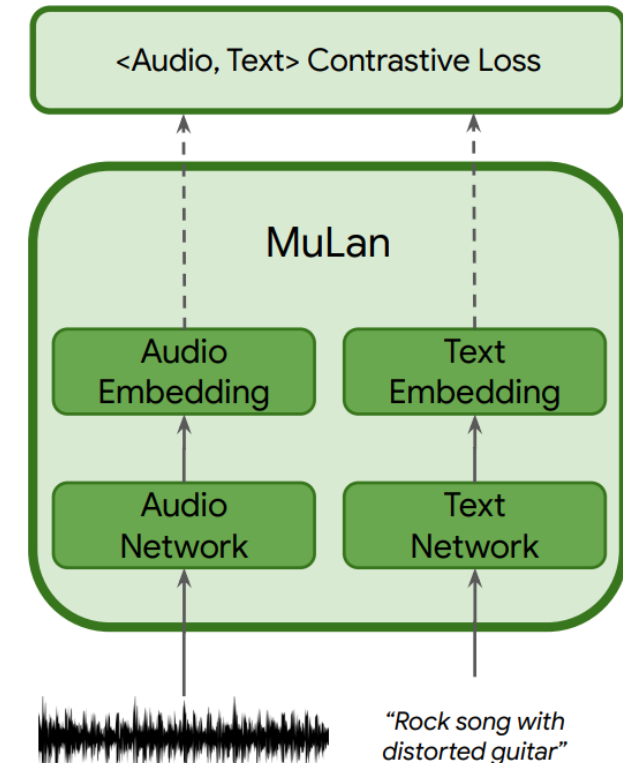 <Audio, Text> Contrastive Loss
MuLan
Audio
Embedding
Text
Embedding
Audio
Network
Text
Network
“Rock song with
distorted guitar”